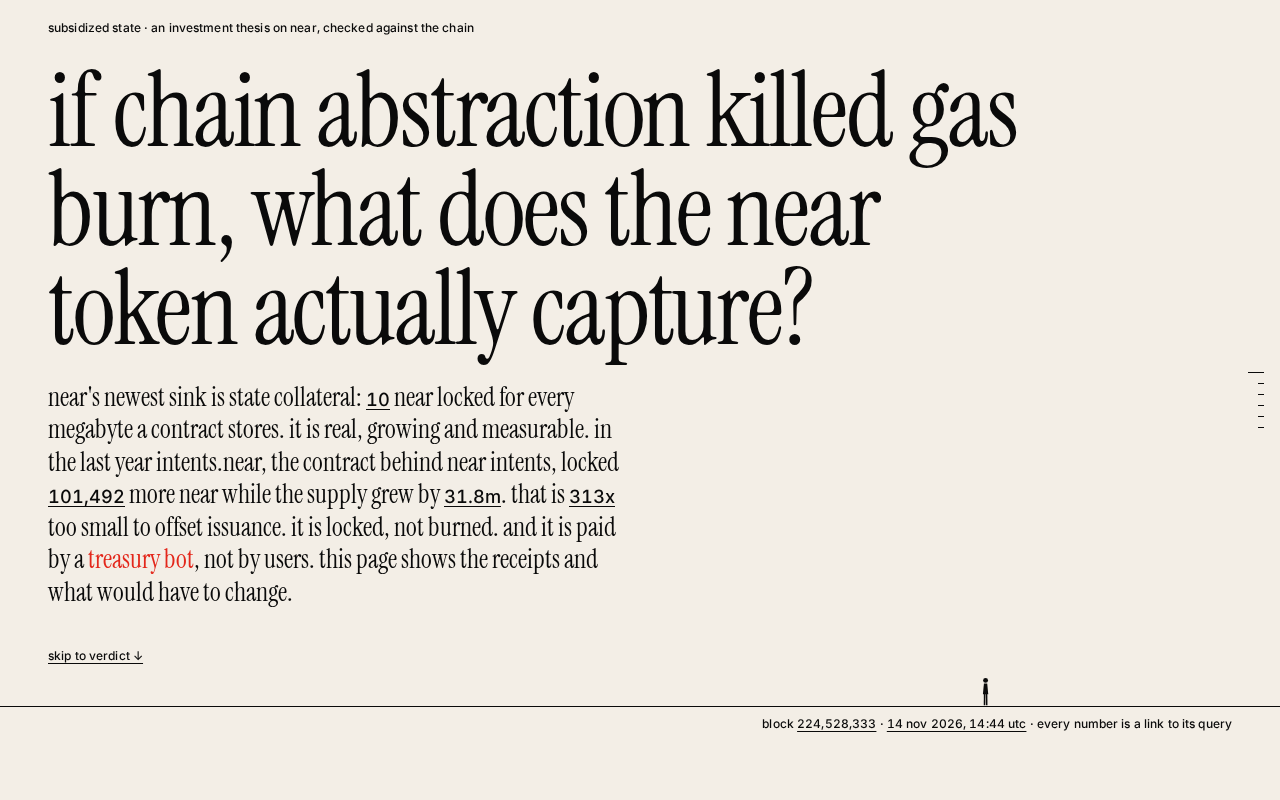 subsidized state · an investment thesis on near, checked against the chain
if chain abstraction killed gas
burn, what does the near
token actually capture?
near's newest sink is state collateral: 10 near locked for every
megabyte a contract stores. it is real, growing and measurable. in
the last year intents.near, the contract behind near intents, locked
101,492 more near while the supply grew by 31.8m. that is 313x
too small to offset issuance. it is locked, not burned. and it is paid
by a treasury bot, not by users. this page shows the receipts and
what would have to change.
skip to verdict ↓
block 224,528,333 · 14 nov 2026, 14:44 utc · every number is a link to its query